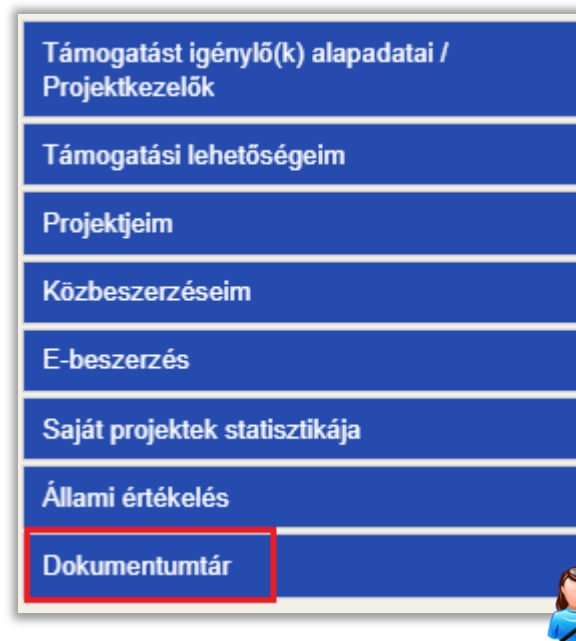 Támogatást igénylő(k) alapadatai /
Projektkezelők
Támogatási lehetőségeim
Projektjeim
Közbeszerzéseim
E-beszerzés
Saját projektek statisztikája
Állami értékelés
Dokumentumtár